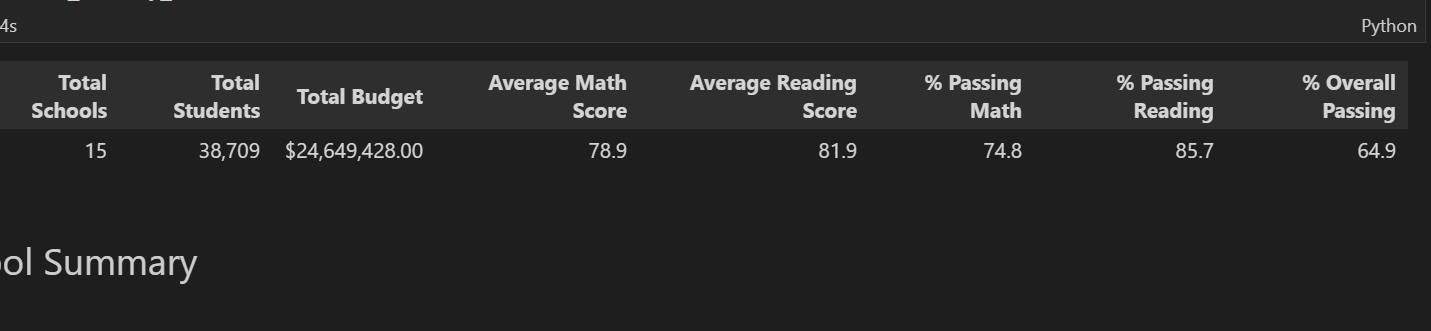 4s
Python
Total Schools Total Students Total Budget Average Math Score Average Reading Score % Passing Math % Passing Reading % Overall Passing
15 38,709 $24,649,428.00 78.9 81.9 74.8 85.7 64.9
ool Summary